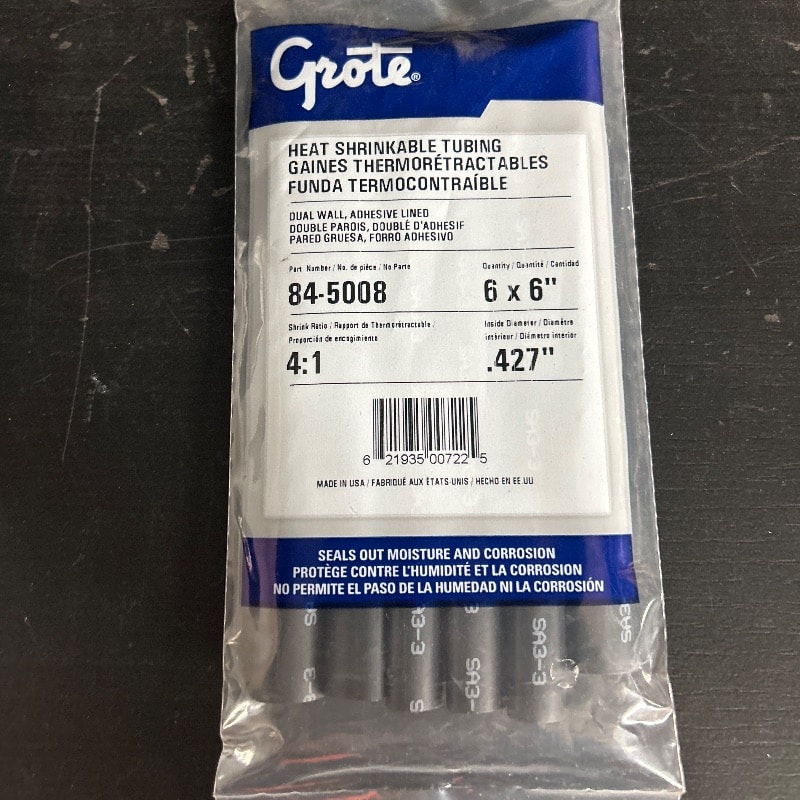 Grote®
HEAT SHRINKABLE TUBING
GAINES THERMORÉTRACTABLES
FUNDA TERMOCONTRAÍBLE
DUAL WALL, ADHESIVE LINED
DOUBLE PAROIS, DOUBLÉ D'ADHESIF
PARED GRUESA, FORRO ADHESIVO
Part Number / No. de pièce / No Parte
84-5008
Quantity / Quantité / Cantidad
6 x 6"
Shrink Ratio / Rapport de Thermorétractable /
Proporción de encogimiento
4:1
Inside Diameter / Diamètre
intérieur / Diámetro interior
.427"
6 21935 00722 5
MADE IN USA / FABRIQUÉ AUX ÉTATS-UNIS / HECHO EN EE.UU
SEALS OUT MOISTURE AND CORROSION
PROTÈGE CONTRE L'HUMIDITÉ ET LA CORROSION
NO PERMITE EL PASO DE LA HUMEDAD NI LA CORROSIÓN
3-3
S
3-3
SA3-
SA3-3
SA3